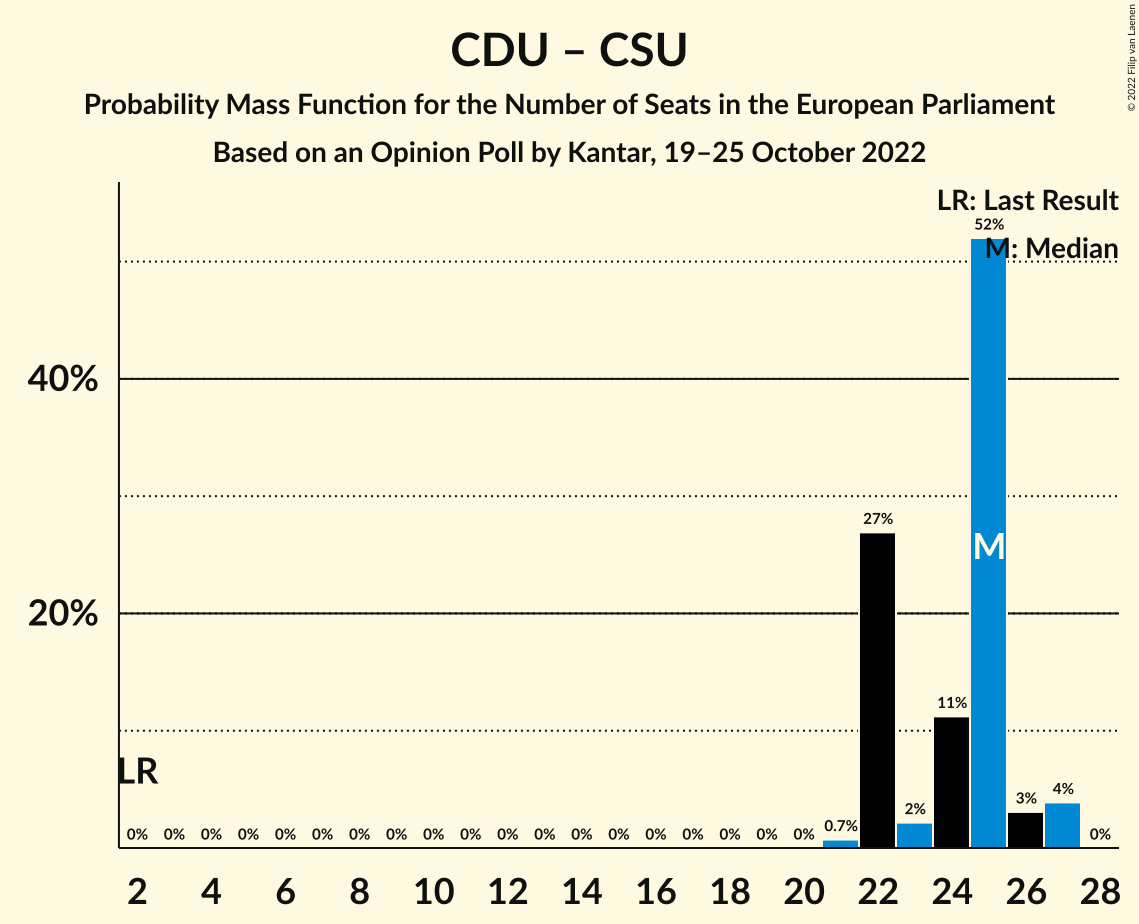 CDU – CSU
Probability Mass Function for the Number of Seats in the European Parliament
Based on an Opinion Poll by Kantar, 19–25 October 2022
© 2022 Filip van Laenen
LR: Last Result
52%
M: Median
40%
27%
M
20%
11%
LR
4%
3%
2%
0.7%
0% 0% 0% 0% 0% 0% 0% 0% 0% 0% 0% 0% 0% 0% 0% 0% 0% 0% 0% 0%
2 4 6 8 10 12 14 16 18 20 22 24 26 28